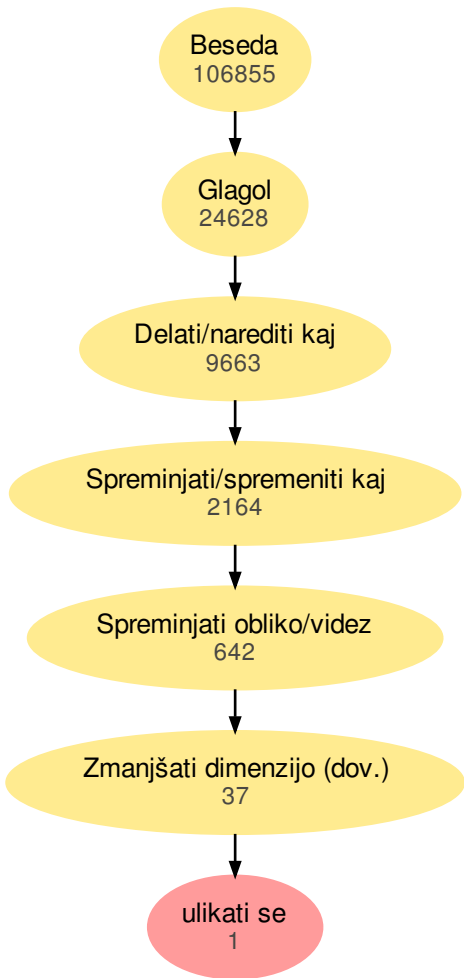 Beseda
106855
Glagol
24628
Delati/narediti kaj
9663
Spreminjati/spremeniti kaj
2164
Spreminjati obliko/videz
642
Zmanjšati dimenzijo (dov.)
37
ulikati se
1